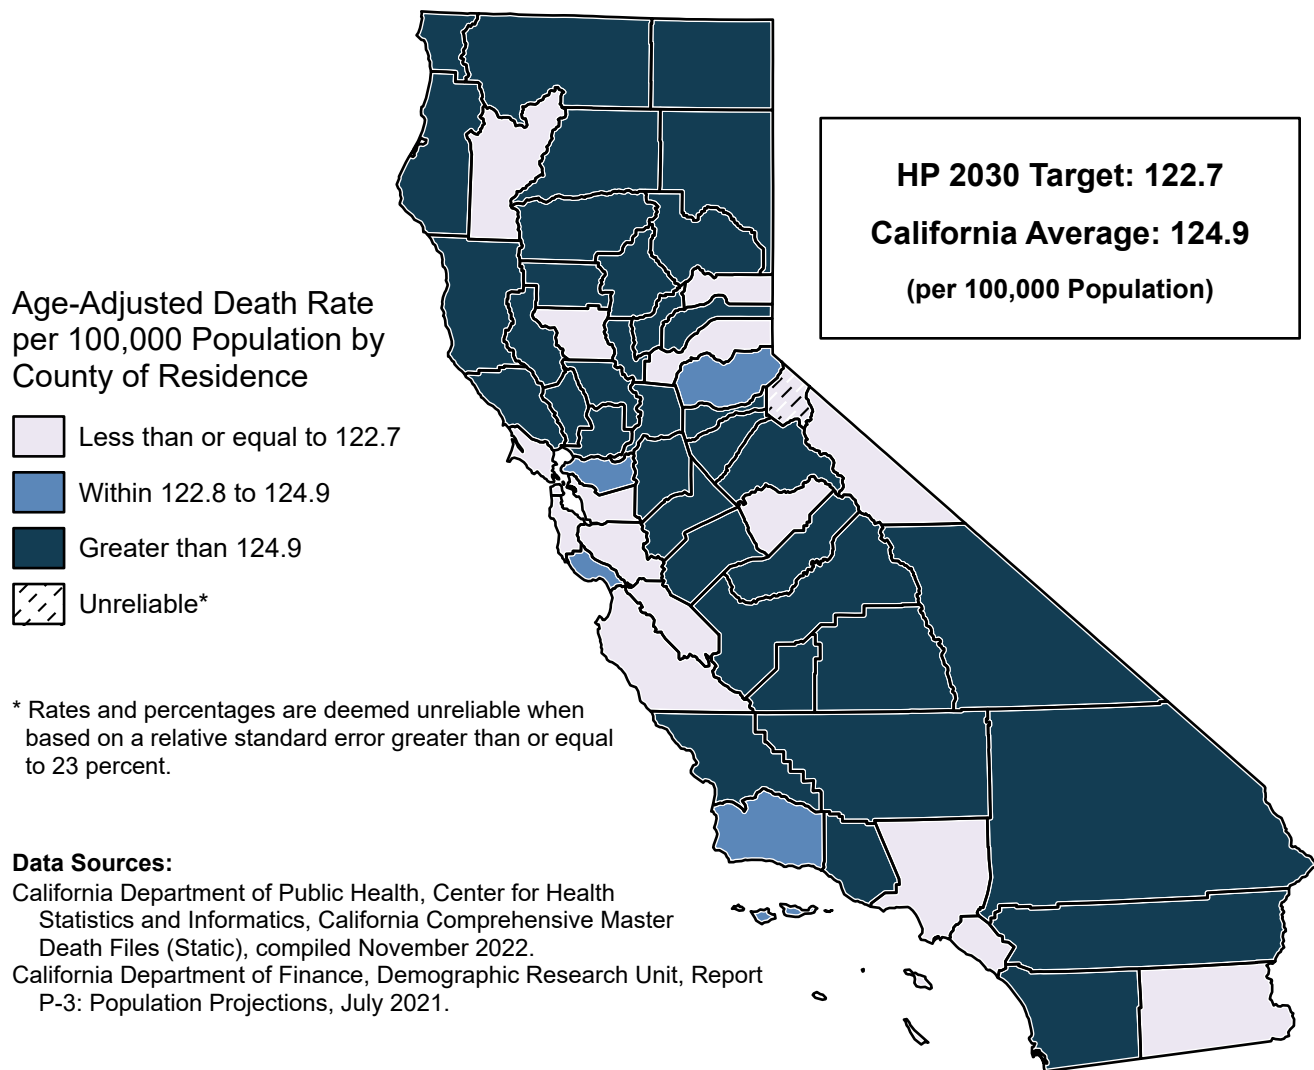 HP 2030 Target: 122.7
California Average: 124.9
(per 100,000 Population)
Age-Adjusted Death Rate
per 100,000 Population by
County of Residence
Less than or equal to 122.7
Within 122.8 to 124.9
Greater than 124.9
Unreliable*
* Rates and percentages are deemed unreliable when
based on a relative standard error greater than or equal
to 23 percent.
Data Sources:
California Department of Public Health, Center for Health
Statistics and Informatics, California Comprehensive Master
Death Files (Static), compiled November 2022.
California Department of Finance, Demographic Research Unit, Report
P-3: Population Projections, July 2021.